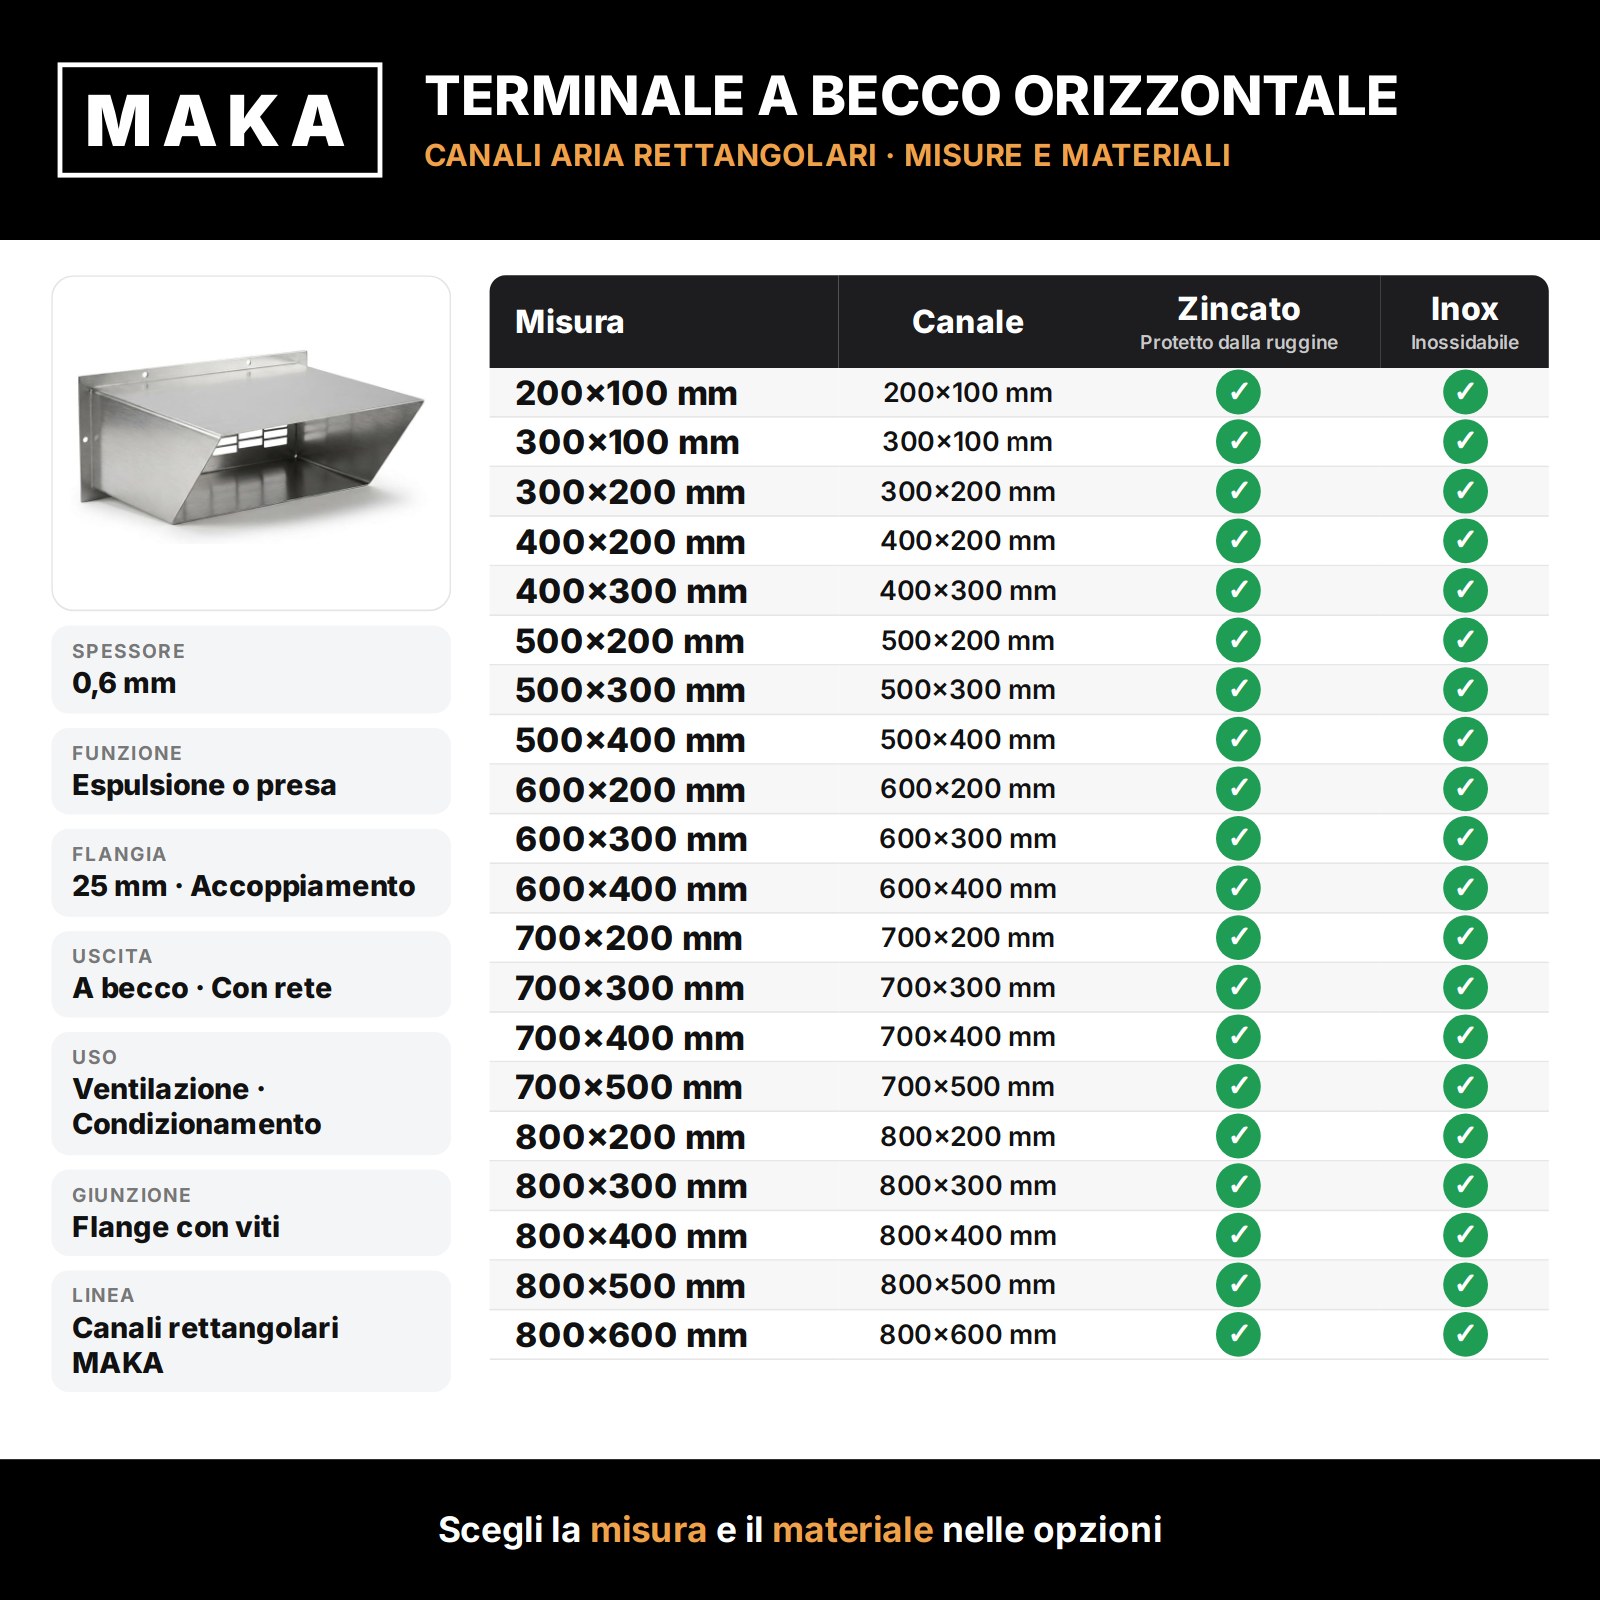 MAKA
TERMINALE A BECCO ORIZZONTALE
CANALI ARIA RETTANGOLARI · MISURE E MATERIALI
SPESSORE
0,6 mm
FUNZIONE
Espulsione o presa
FLANGIA
25 mm · Accoppiamento
USCITA
A becco · Con rete
USO
Ventilazione ·
Condizionamento
GIUNZIONE
Flange con viti
LINEA
Canali rettangolari
MAKA
Misura Canale Zincato Inox
Protetto dalla ruggine Inossidabile
200×100 mm 200×100 mm ✓ ✓
300×100 mm 300×100 mm ✓ ✓
300×200 mm 300×200 mm ✓ ✓
400×200 mm 400×200 mm ✓ ✓
400×300 mm 400×300 mm ✓ ✓
500×200 mm 500×200 mm ✓ ✓
500×300 mm 500×300 mm ✓ ✓
500×400 mm 500×400 mm ✓ ✓
600×200 mm 600×200 mm ✓ ✓
600×300 mm 600×300 mm ✓ ✓
600×400 mm 600×400 mm ✓ ✓
700×200 mm 700×200 mm ✓ ✓
700×300 mm 700×300 mm ✓ ✓
700×400 mm 700×400 mm ✓ ✓
700×500 mm 700×500 mm ✓ ✓
800×200 mm 800×200 mm ✓ ✓
800×300 mm 800×300 mm ✓ ✓
800×400 mm 800×400 mm ✓ ✓
800×500 mm 800×500 mm ✓ ✓
800×600 mm 800×600 mm ✓ ✓
Scegli la misura e il materiale nelle opzioni